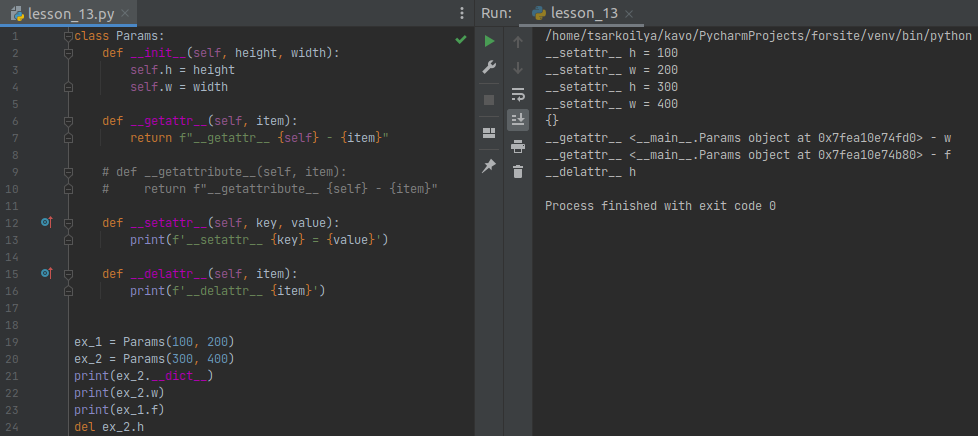 lesson_13.py
1 class Params:
2     def __init__(self, height, width):
3         self.h = height
4         self.w = width
5
6     def __getattr__(self, item):
7         return f"__getattr__ {self} - {item}"
8
9     # def __getattribute__(self, item):
10     #     return f"__getattribute__ {self} - {item}"
11
12     def __setattr__(self, key, value):
13         print(f'__setattr__ {key} = {value}')
14
15     def __delattr__(self, item):
16         print(f'__delattr__ {item}')
17
18
19 ex_1 = Params(100, 200)
20 ex_2 = Params(300, 400)
21 print(ex_2.__dict__)
22 print(ex_2.w)
23 print(ex_1.f)
24 del ex_2.h
Run: lesson_13
/home/tsarkoilya/kavo/PycharmProjects/forsite/venv/bin/python
__setattr__ h = 100
__setattr__ w = 200
__setattr__ h = 300
__setattr__ w = 400
{}
__getattr__ <__main__.Params object at 0x7fea10e74fd0> - w
__getattr__ <__main__.Params object at 0x7fea10e74b80> - f
__delattr__ h
Process finished with exit code 0